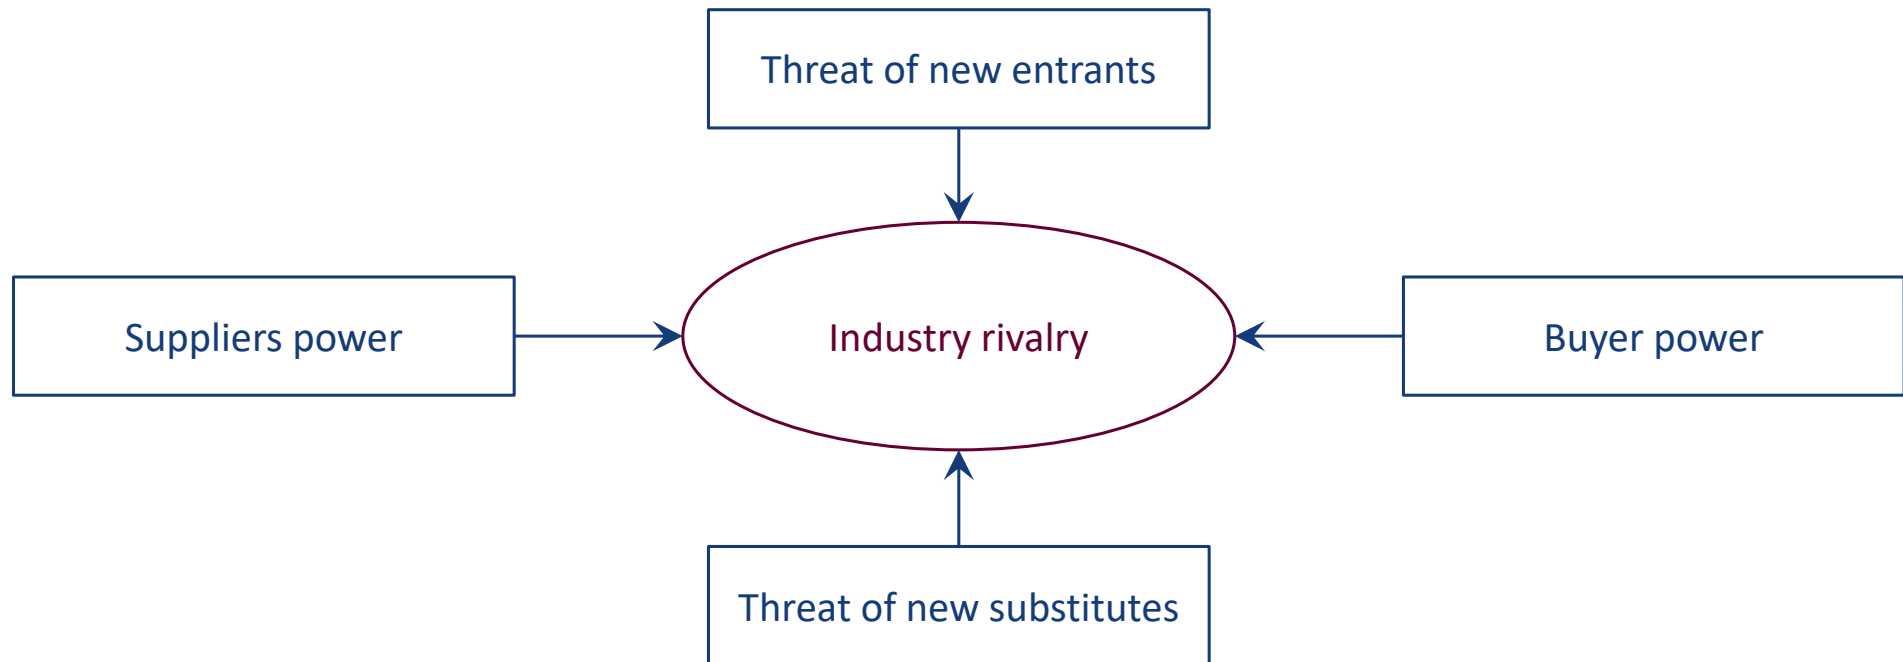 Threat of new entrants
Suppliers power
Industry rivalry
Buyer power
Threat of new substitutes